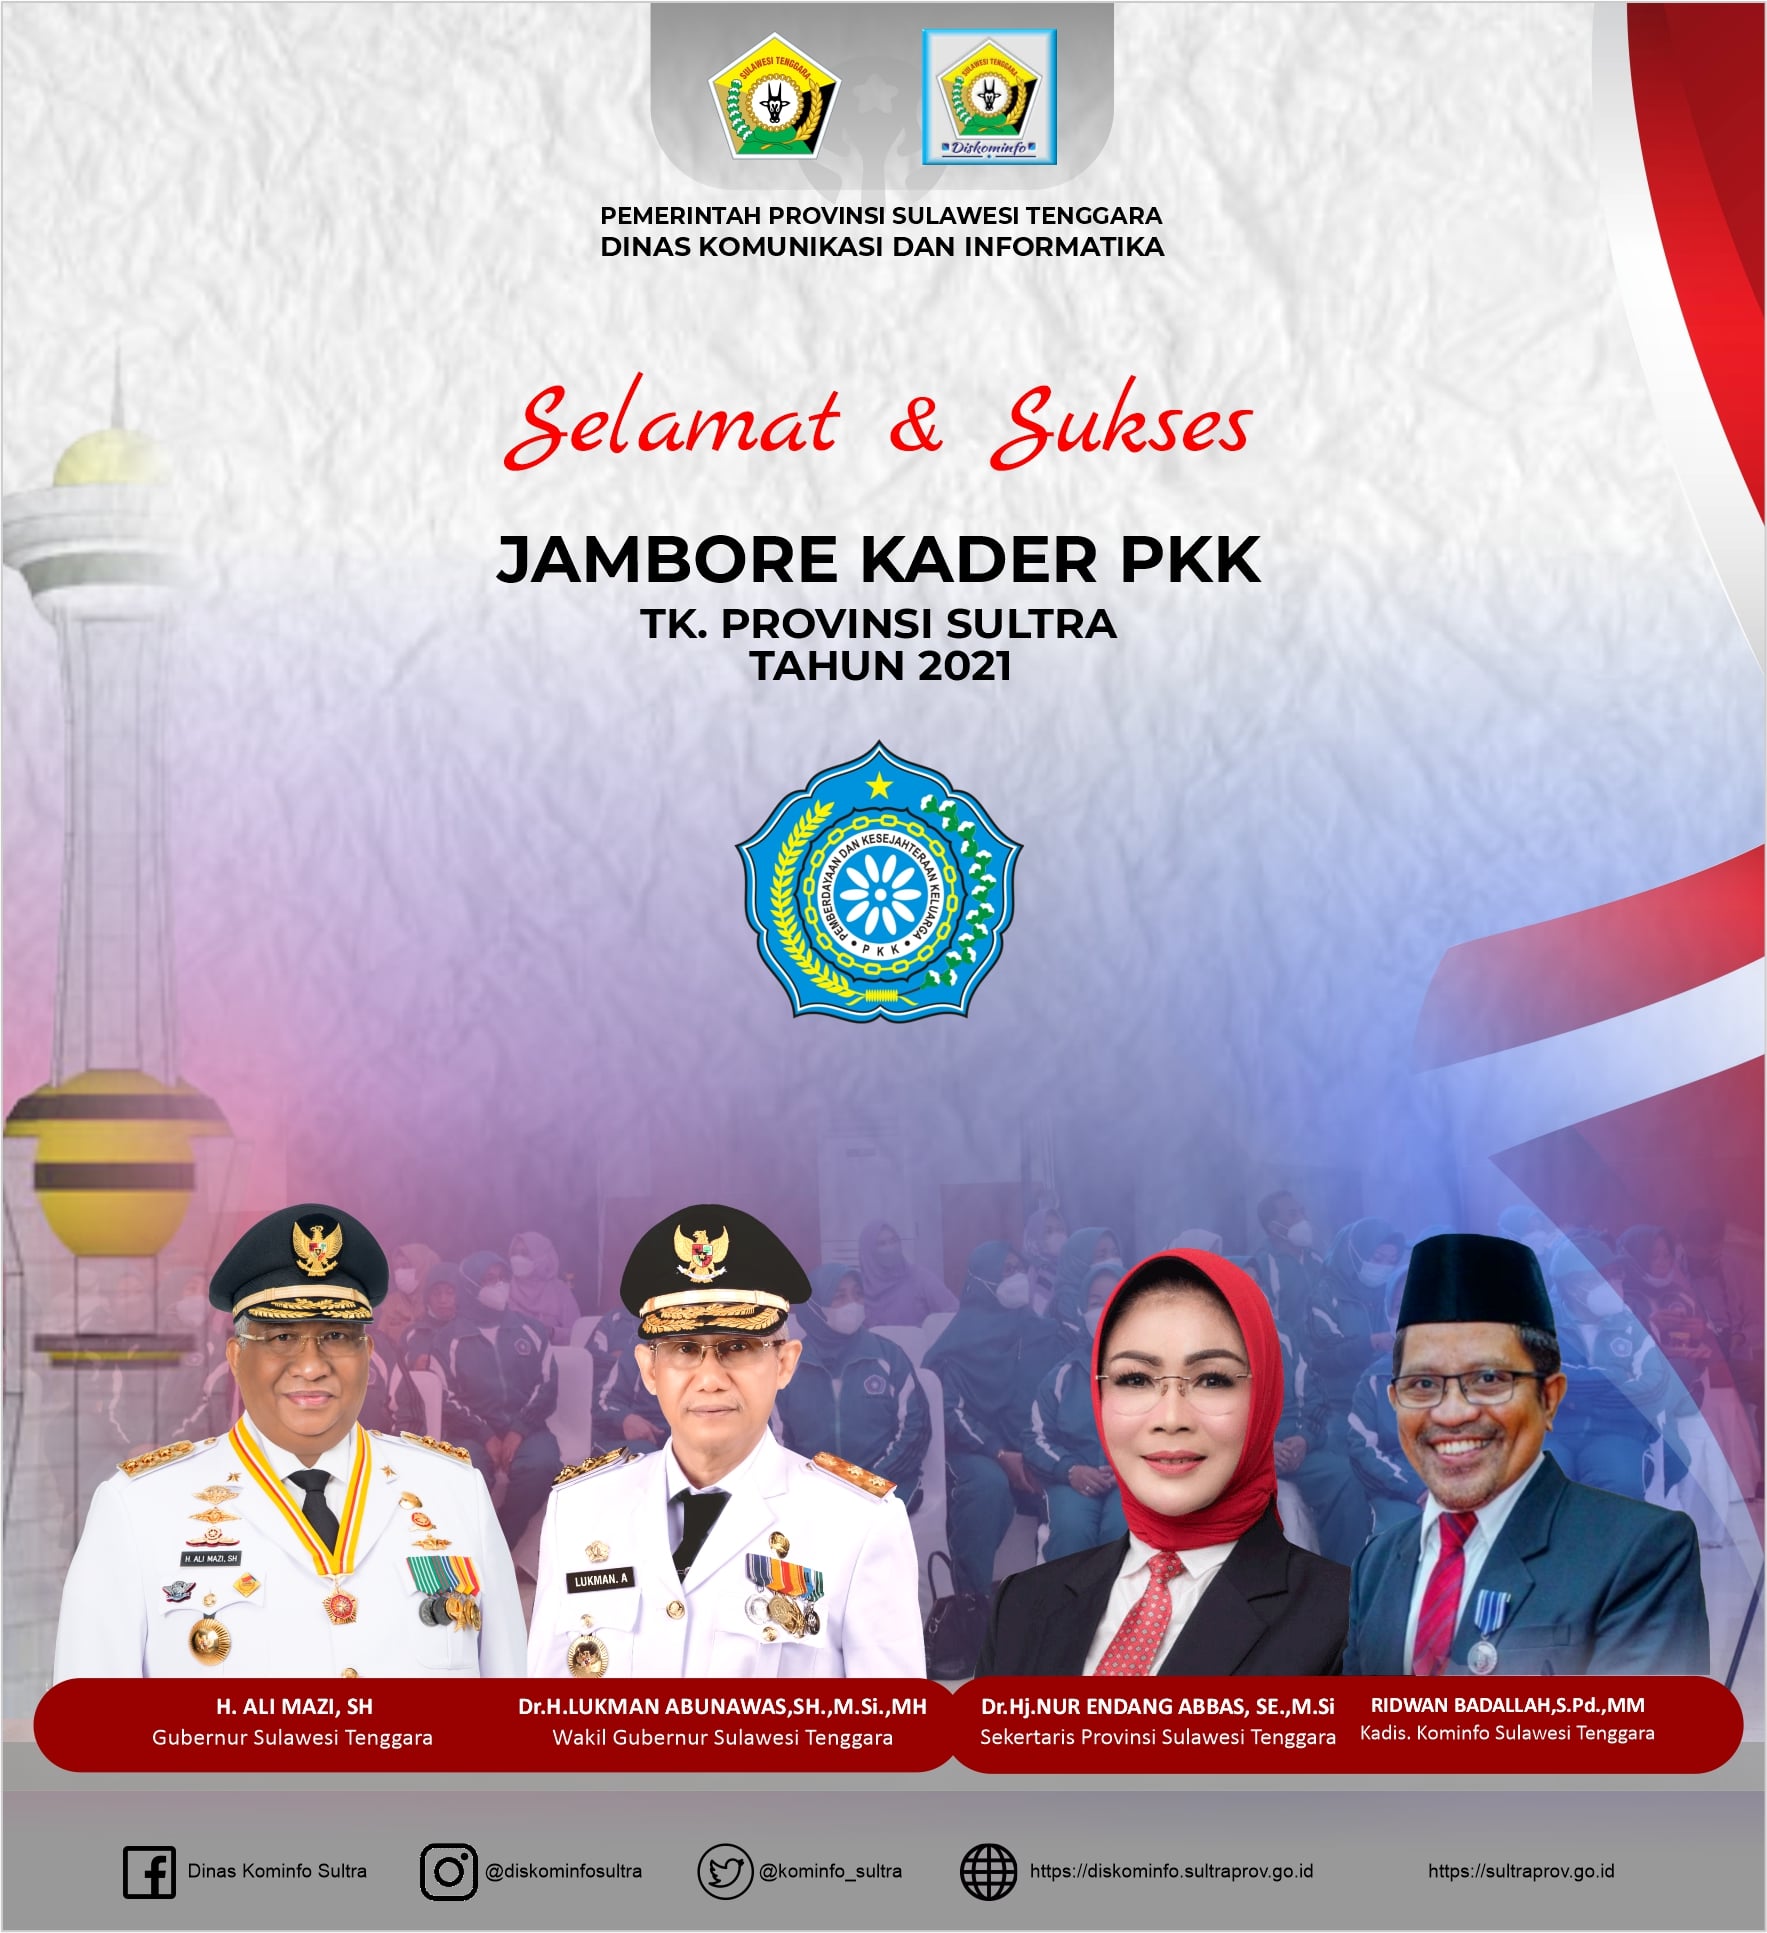 SULAWESI TENGGARA
SULAWESI TENGGARA
Diskominfo
PEMERINTAH PROVINSI SULAWESI TENGGARA
DINAS KOMUNIKASI DAN INFORMATIKA
Selamat & Sukses
JAMBORE KADER PKK
TK. PROVINSI SULTRA
TAHUN 2021
PEMBERDAYAAN DAN KESEJAHTERAAN KELUARGA
• P K K •
H. ALI MAZI, SH
LUKMAN. A
H. ALI MAZI, SH
Gubernur Sulawesi Tenggara
Dr.H.LUKMAN ABUNAWAS,SH.,M.Si.,MH
Wakil Gubernur Sulawesi Tenggara
Dr.Hj.NUR ENDANG ABBAS, SE.,M.Si
Sekertaris Provinsi Sulawesi Tenggara
RIDWAN BADALLAH,S.Pd.,MM
Kadis. Kominfo Sulawesi Tenggara
Dinas Kominfo Sultra
@diskominfosultra
@kominfo_sultra
https://diskominfo.sultraprov.go.id
https://sultraprov.go.id